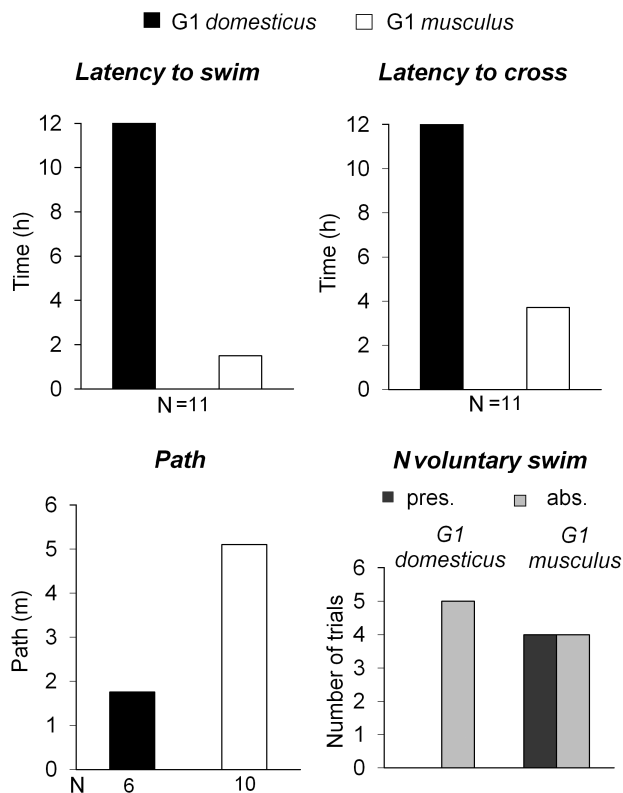 G1 domesticus G1 musculus
Latency to swim
Latency to cross
Time (h)
12
10
8
6
4
2
0
N =11
Time (h)
12
10
8
6
4
2
0
N =11
Path
Path (m)
6
5
4
3
2
1
0
N 6 10
N voluntary swim
pres. abs.
G1
domesticus
G1
musculus
Number of trials
6
5
4
3
2
1
0